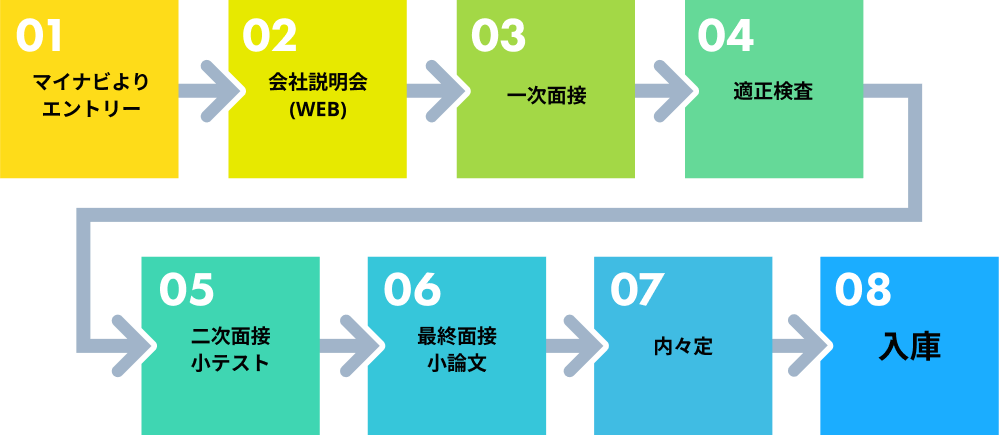 01
マイナビより
エントリー
02
会社説明会
(WEB)
03
一次面接
04
適正検査
05
二次面接
小テスト
06
最終面接
小論文
07
内々定
08
入庫